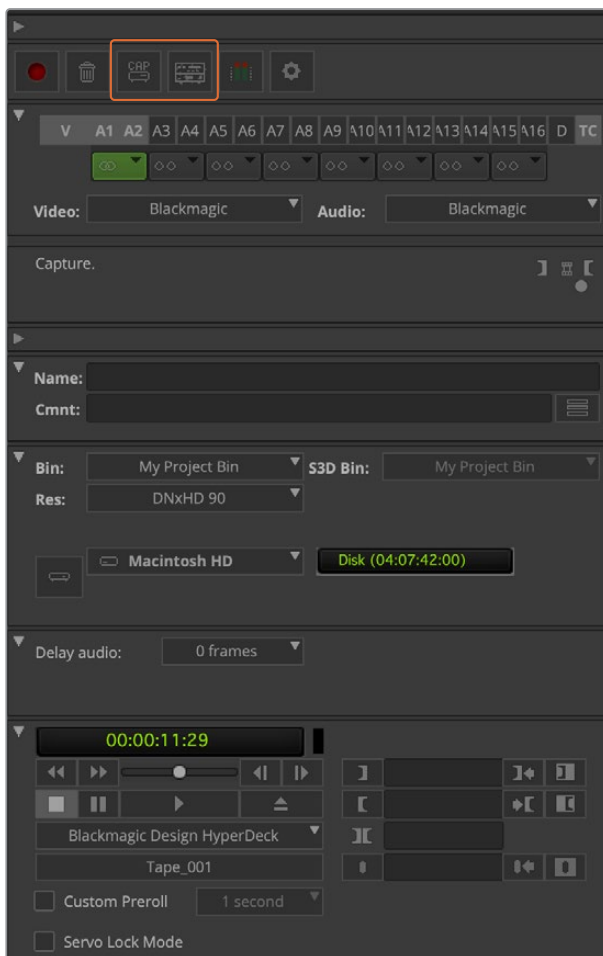 CAP
V A1 A2 A3 A4 A5 A6 A7 A8 A9 A10 A11 A12 A13 A14 A15 A16 D TC
Video: Blackmagic Audio: Blackmagic
Capture.
Name:
Cmnt:
Bin: My Project Bin S3D Bin: My Project Bin
Res: DNxHD 90
Macintosh HD Disk (04:07:42:00)
Delay audio: 0 frames
00:00:11:29
Blackmagic Design HyperDeck
Tape_001
Custom Preroll 1 second
Servo Lock Mode